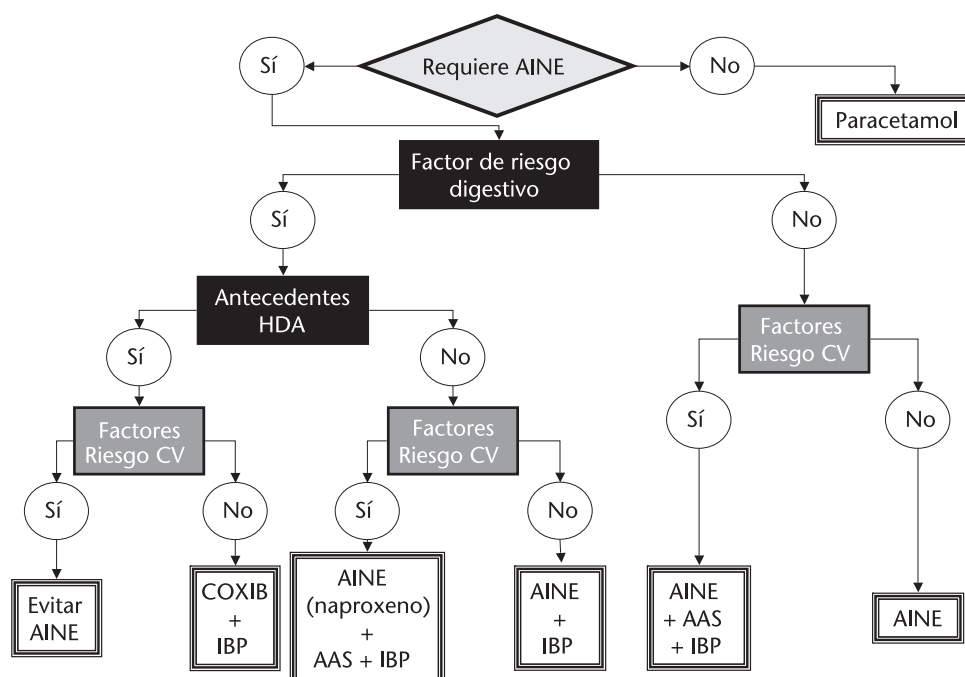 Sí
Requiere AINE
No
Paracetamol
Factor de riesgo
digestivo
Sí
No
Antecedentes
HDA
Factores
Riesgo CV
Sí
No
Sí
No
Factores
Riesgo CV
Factores
Riesgo CV
Sí
No
Sí
No
Evitar
AINE
COXIB
+
IBP
AINE
(naproxeno)
+
AAS + IBP
AINE
+
IBP
AINE
+ AAS
+ IBP
AINE